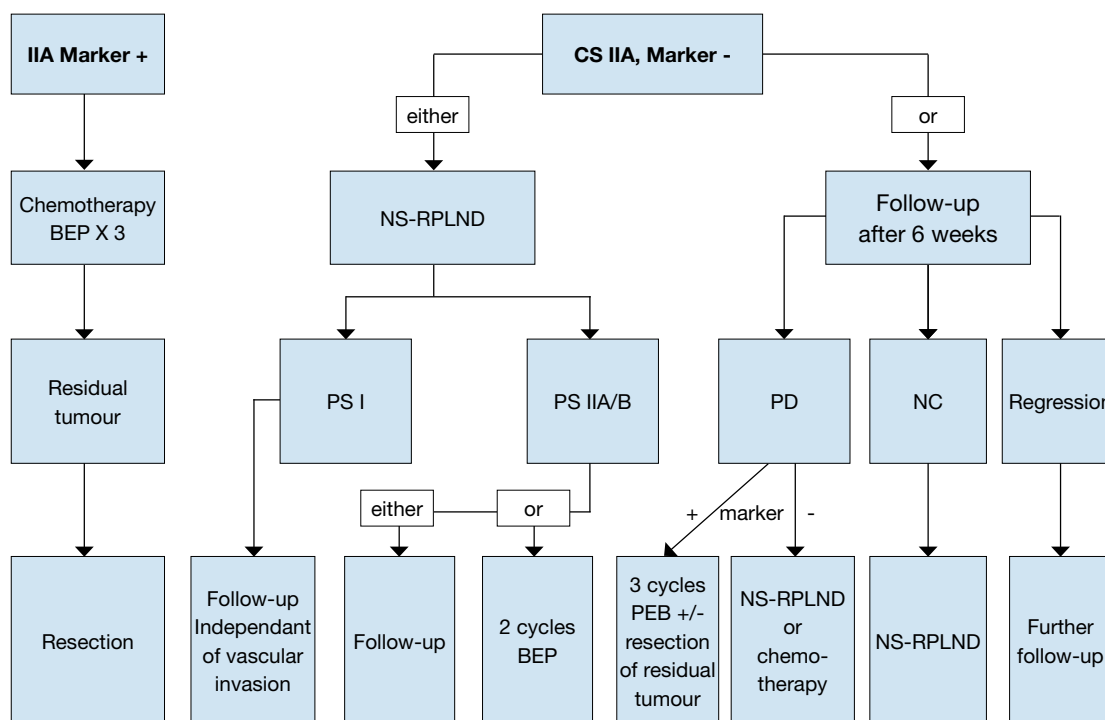 IIA Marker +
CS IIA, Marker -
either
or
Chemotherapy
BEP X 3
NS-RPLND
Follow-up
after 6 weeks
Residual
tumour
PS I
PS IIA/B
PD
NC
Regression
either
or
+ marker -
Resection
Follow-up
Independant
of vascular
invasion
Follow-up
2 cycles
BEP
3 cycles
PEB +/-
resection
of residual
tumour
NS-RPLND
or
chemo-
therapy
NS-RPLND
Further
follow-up